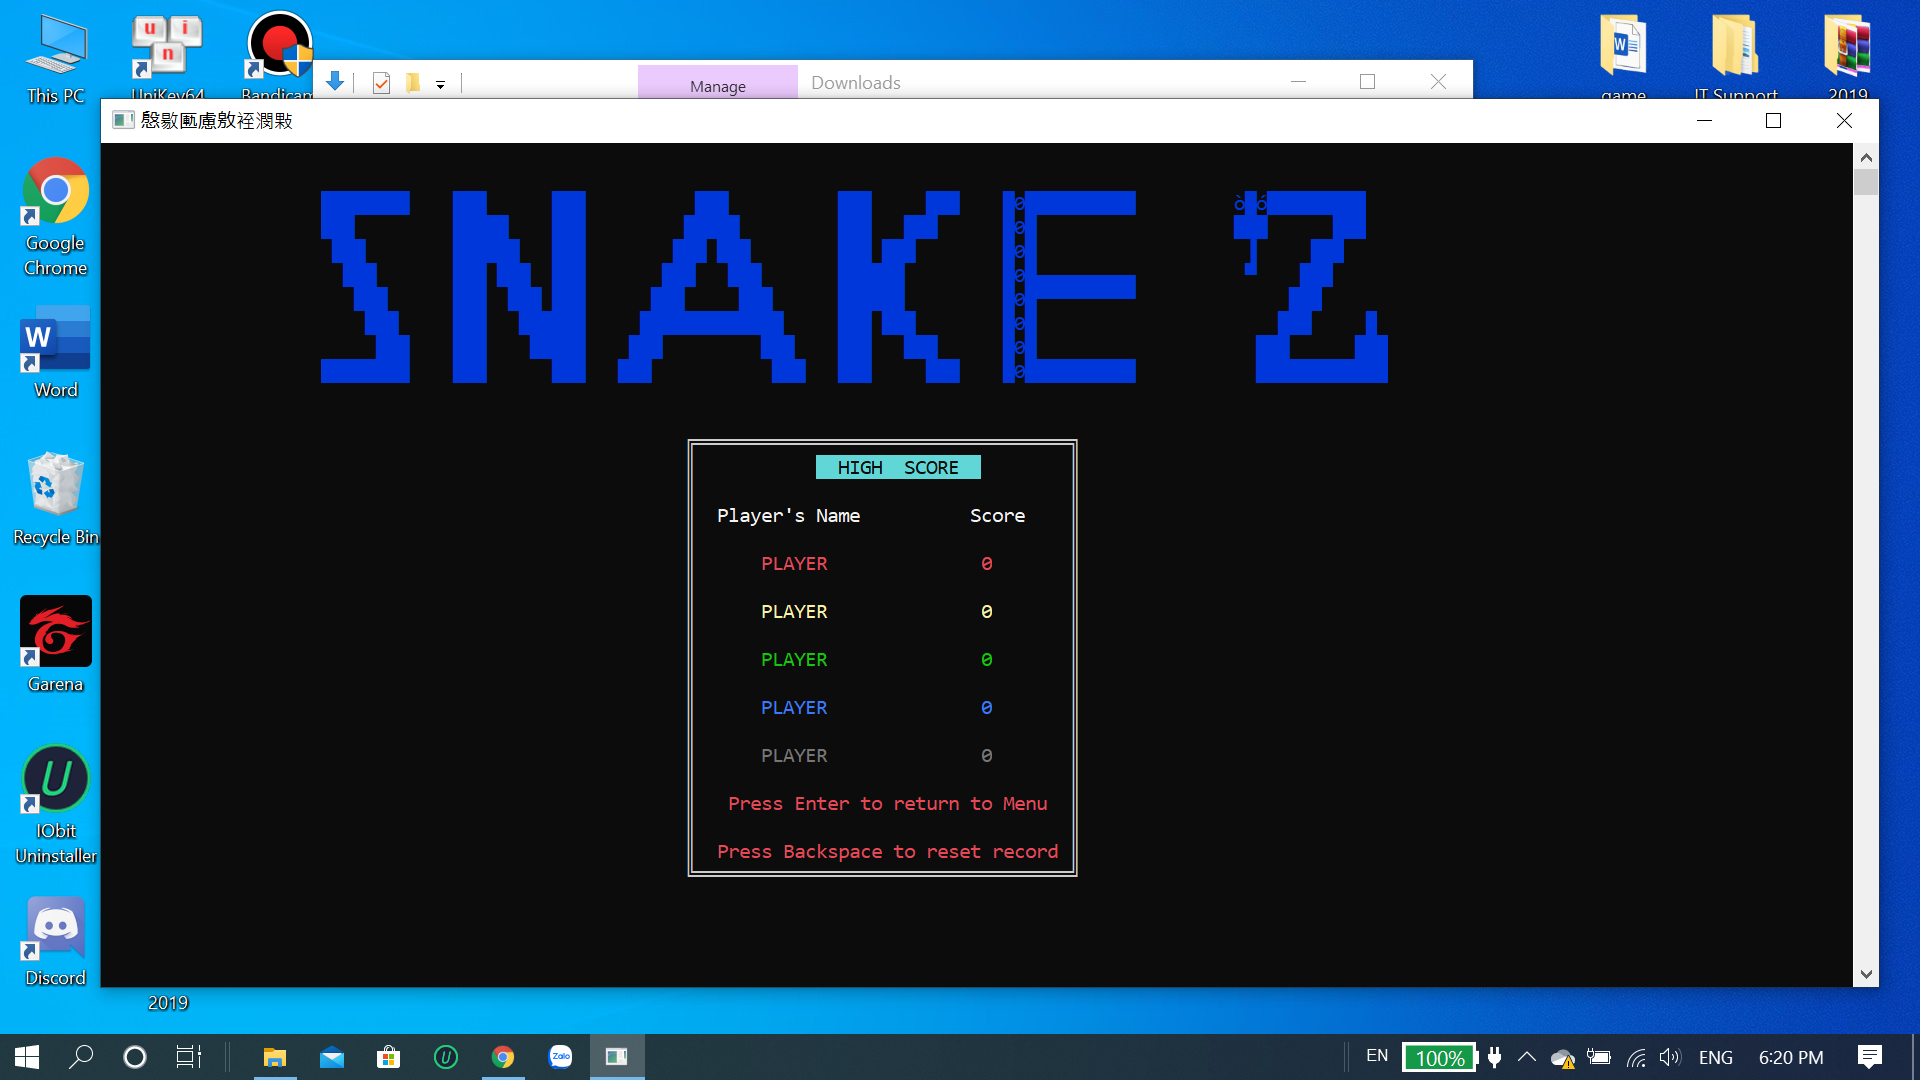 This PC
UniKey64
Bandicam
Manage
Downloads
game
IT Support
2019
SNAKE Z
HIGH SCORE
Player's Name Score
PLAYER 0
PLAYER 0
PLAYER 0
PLAYER 0
PLAYER 0
Press Enter to return to Menu
Press Backspace to reset record
Google
Chrome
Word
Recycle Bin
Garena
IObit
Uninstaller
Discord
2019
Zalo
EN
100%
ENG
6:20 PM